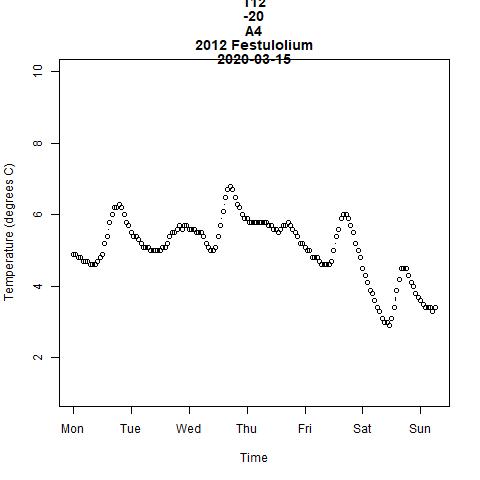 T12
-20
A4
2012 Festulolium
2020-03-15
Temperature (degrees C)
10
8
6
4
2
Mon Tue Wed Thu Fri Sat Sun
Time